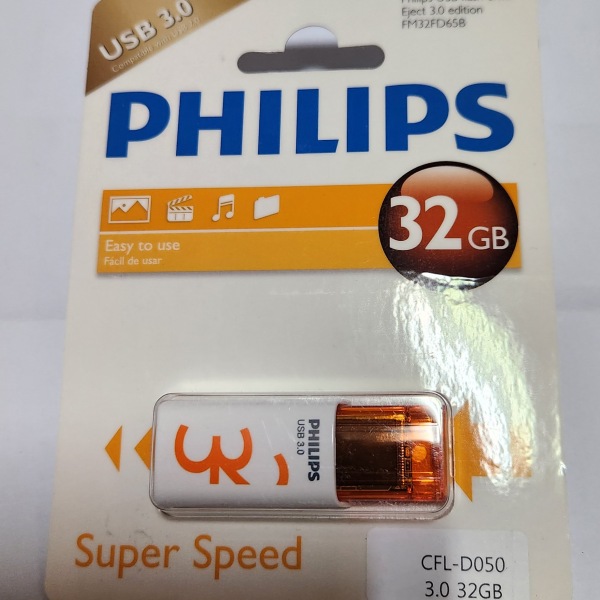 USB 3.0
Eject 3.0 edition
FM32FD65B
PHILIPS
32 GB
Easy to use
Fácil de usar
PHILIPS
USB 3.0
Super Speed
CFL-D050
3.0 32GB